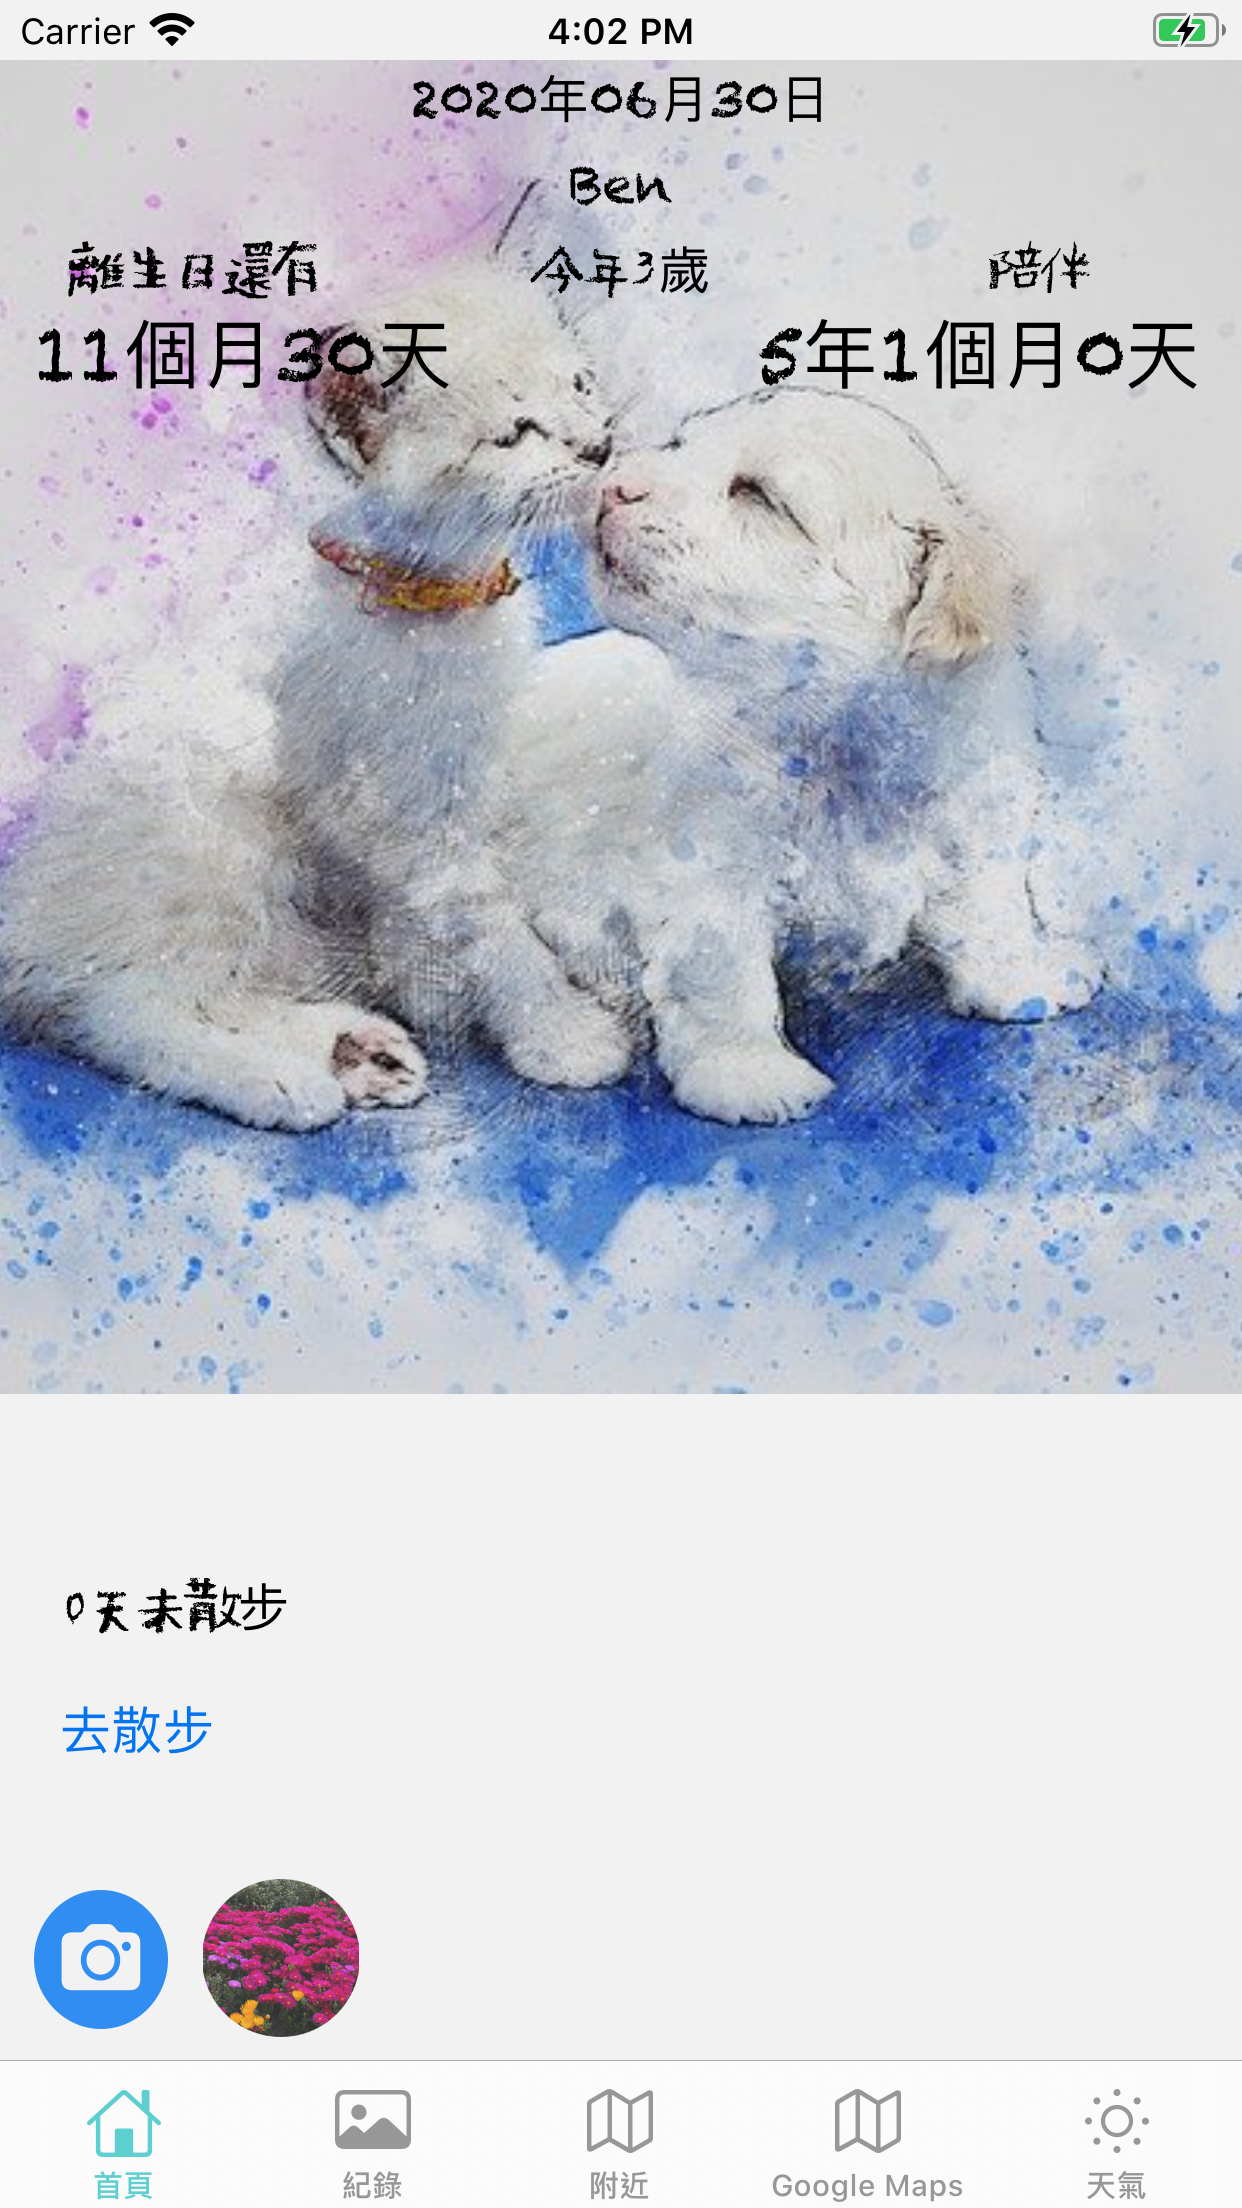 Carrier 4:02 PM
2020年06月30日
Ben
離生日還有 今年3歲 陪伴
11個月30天 5年1個月0天
0天未散步
去散步
首頁 紀錄 附近 Google Maps 天氣